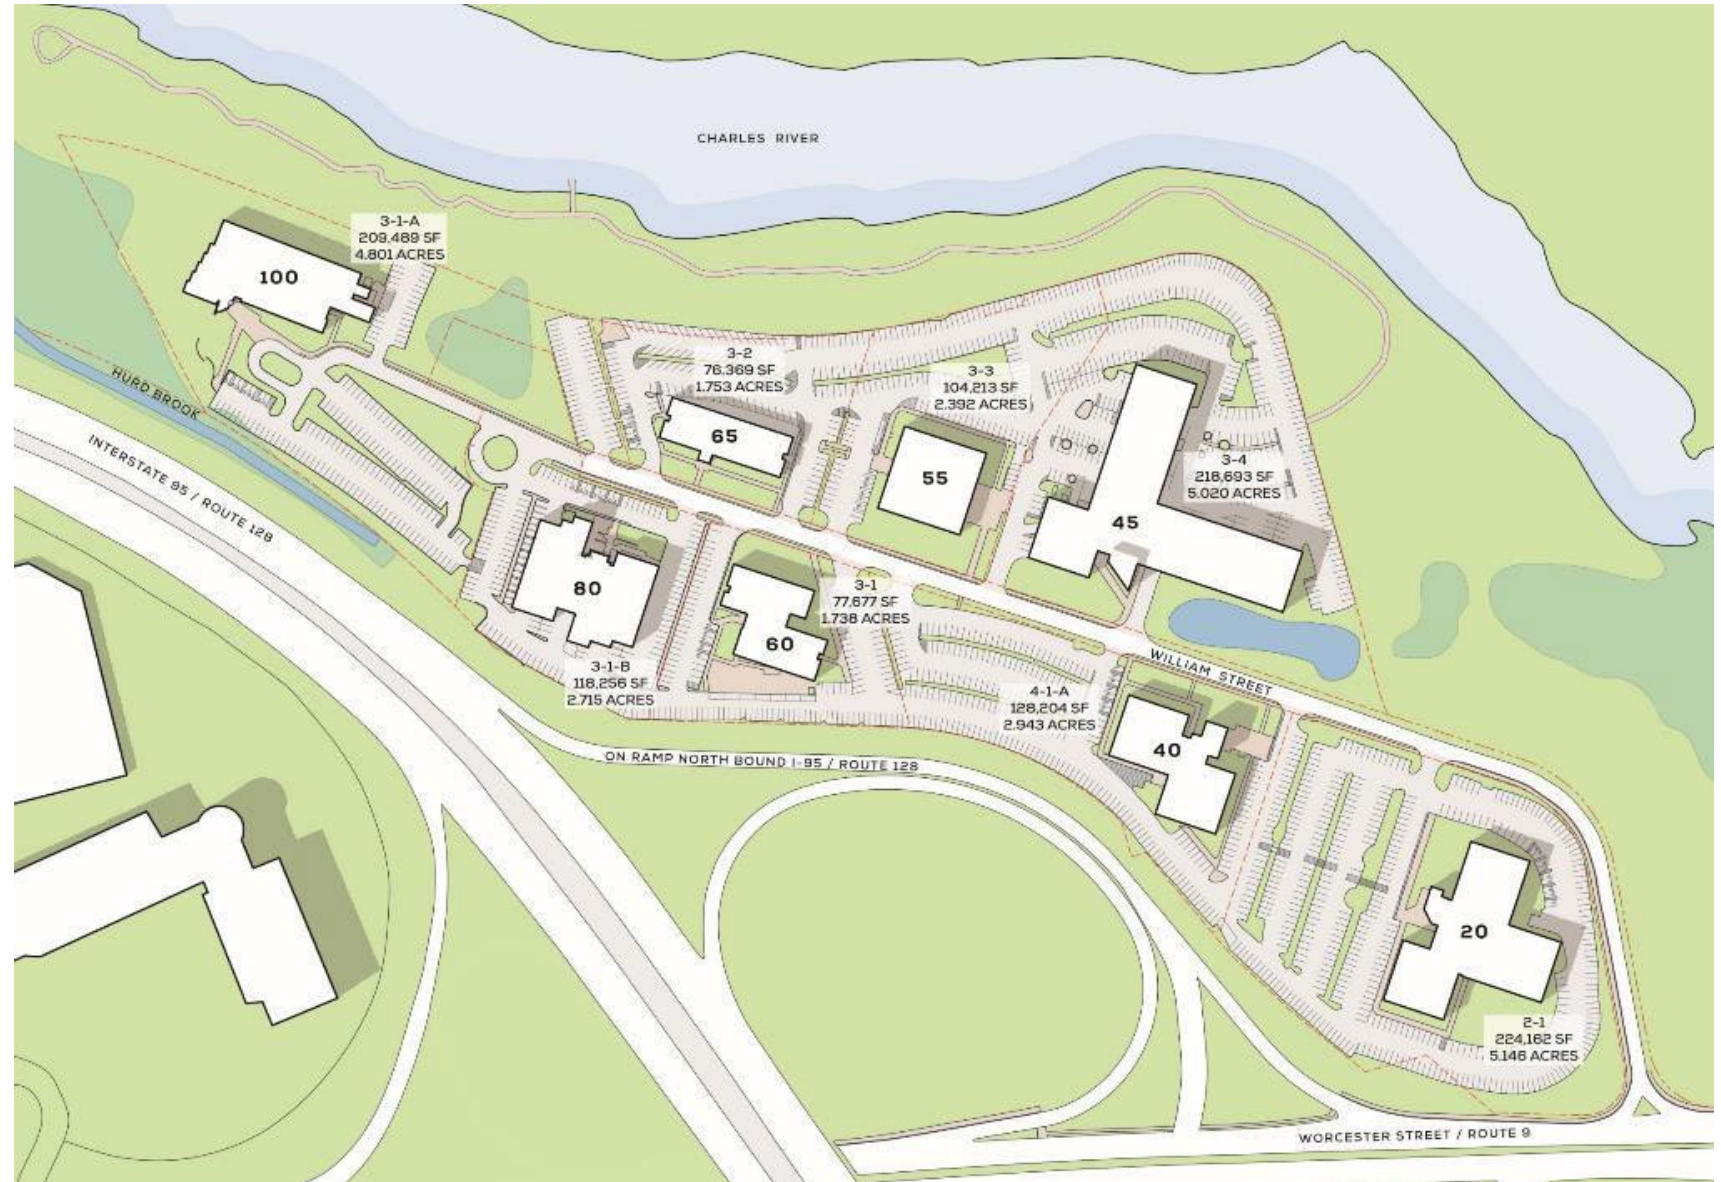 CHARLES RIVER
3-1-A
209,489 SF
4.801 ACRES
100
HURD BROOK
INTERSTATE 95 / ROUTE 128
3-2
76,369 SF
1.753 ACRES
65
3-3
104,213 SF
2.392 ACRES
55
3-4
218,693 SF
5.020 ACRES
45
80
3-1-B
118,256 SF
2.715 ACRES
3-1
77,677 SF
1.738 ACRES
60
WILLIAM STREET
4-1-A
128,204 SF
2.943 ACRES
40
ON RAMP NORTH BOUND I-95 / ROUTE 128
20
2-1
224,162 SF
5.146 ACRES
WORCESTER STREET / ROUTE 9